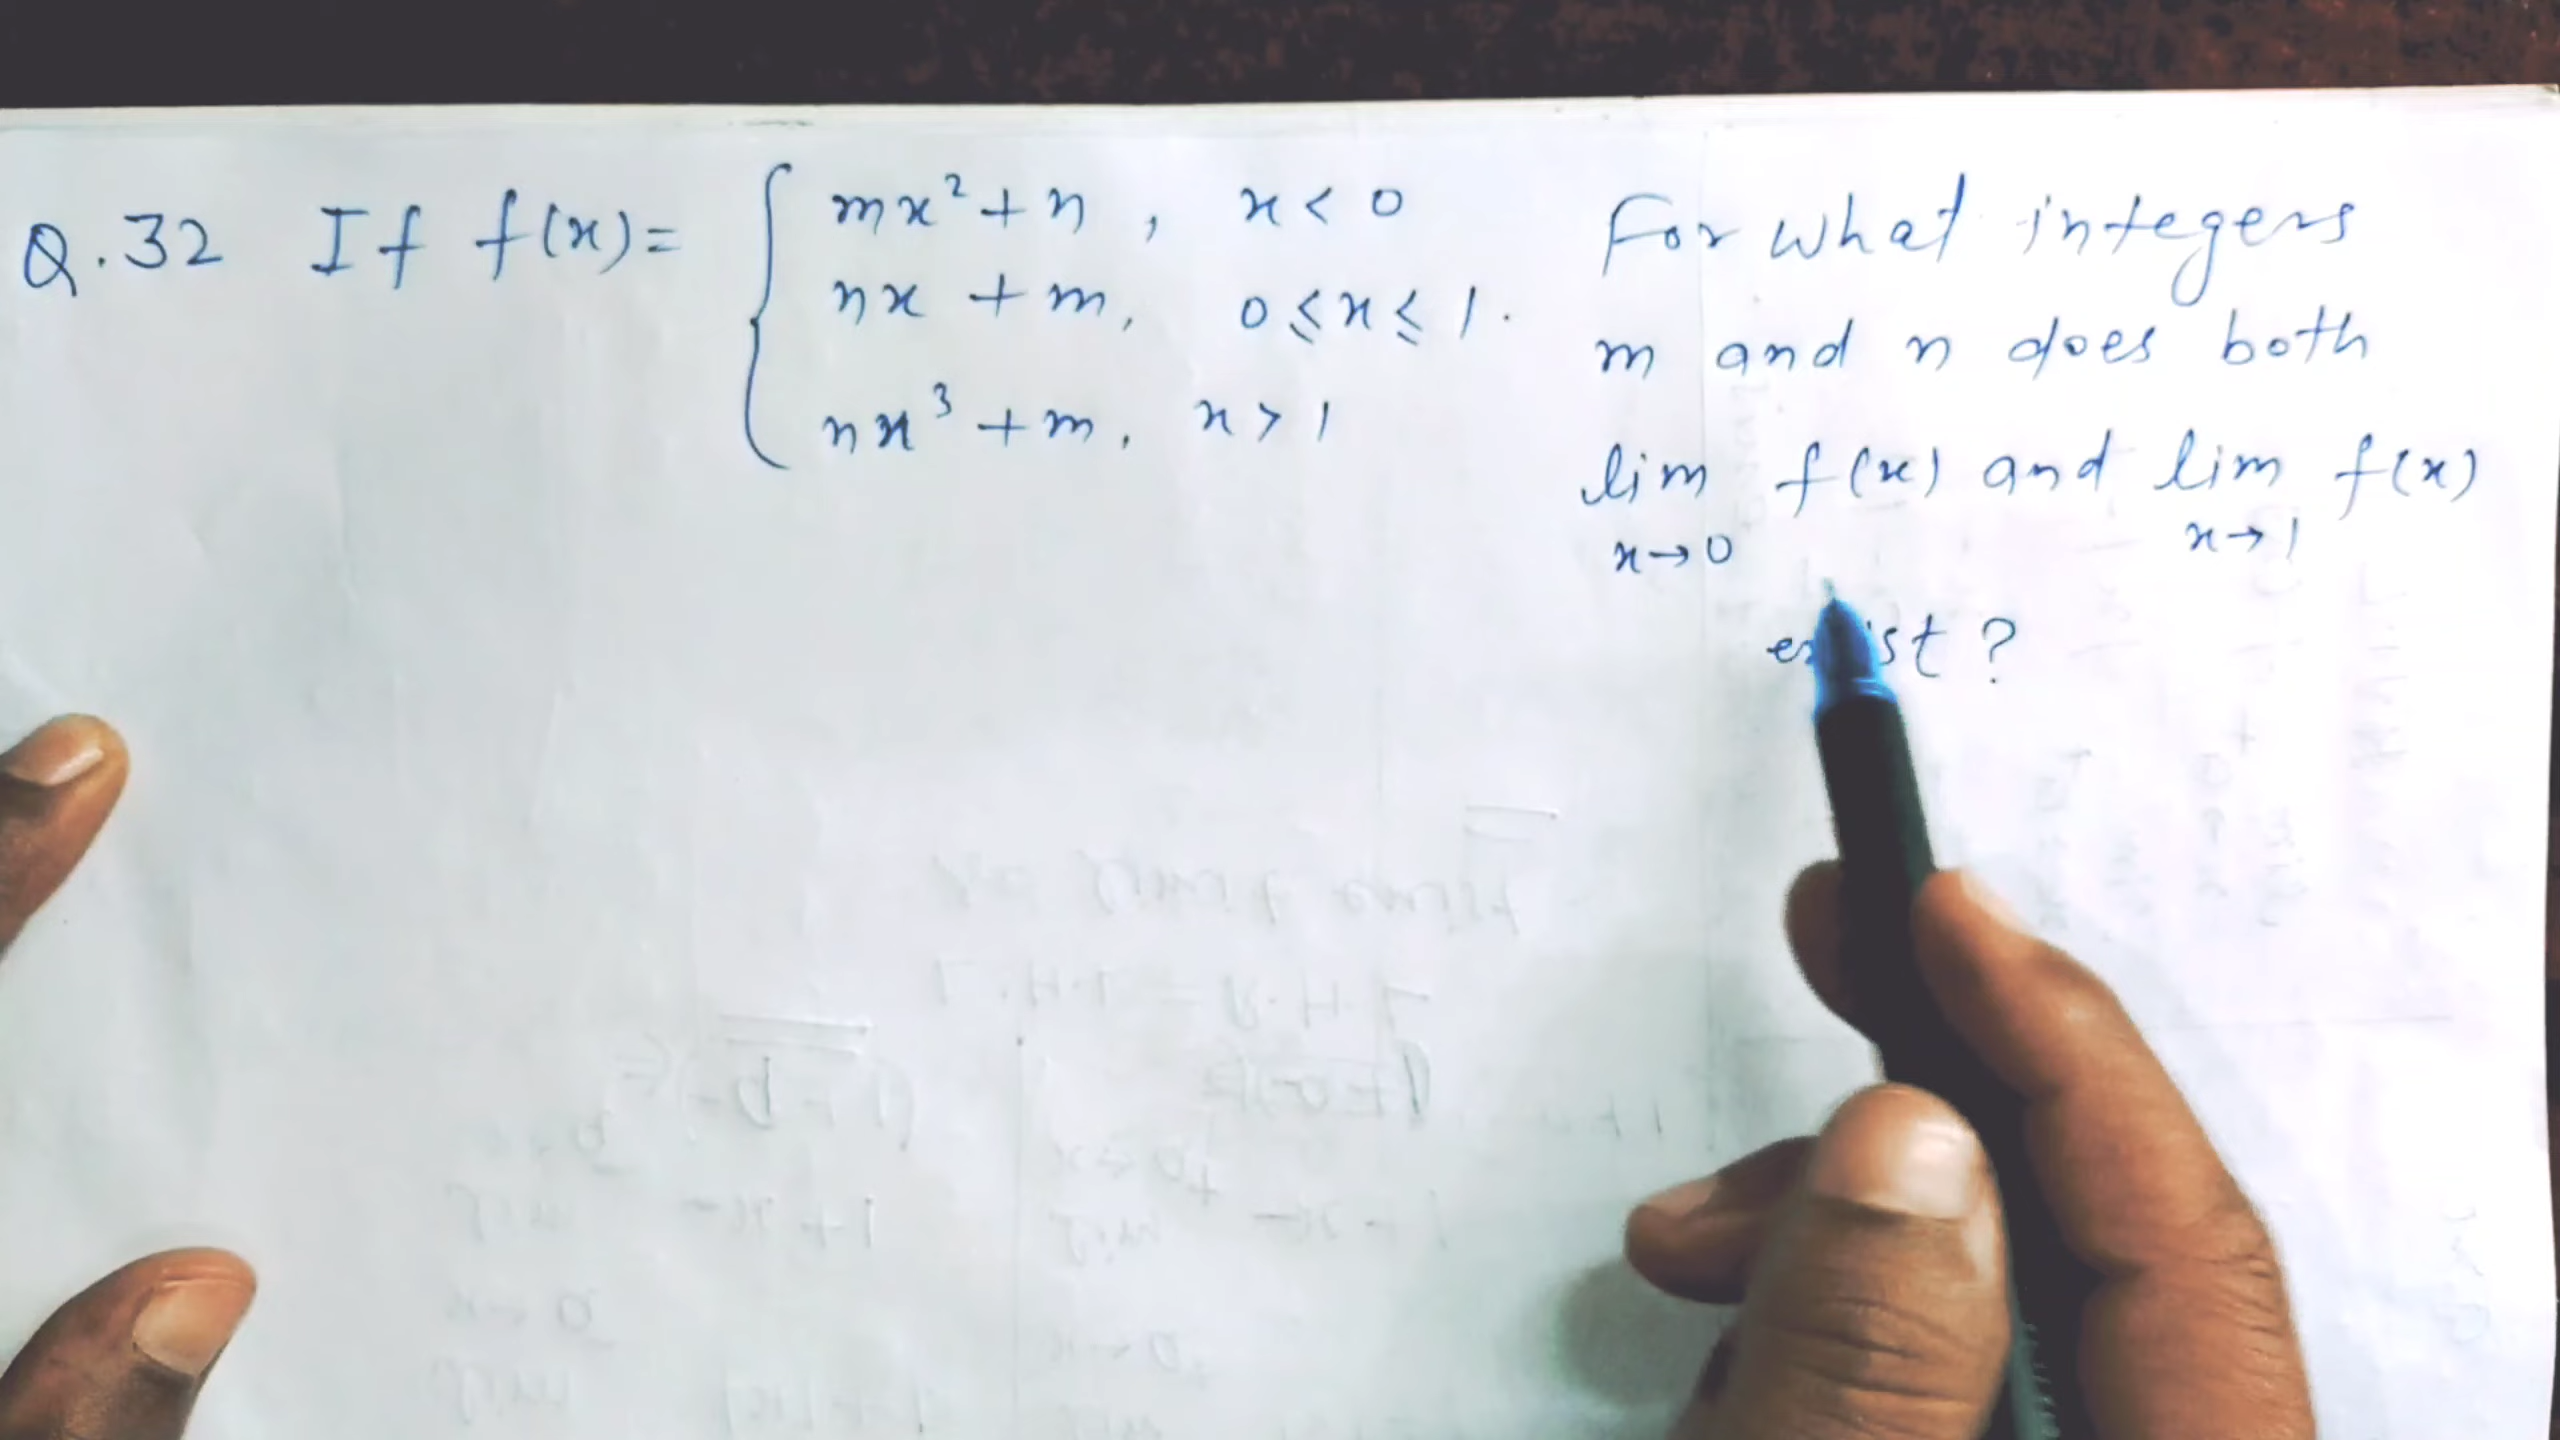 Q.32 If f(x)= { mx²+n, x<0
nx+m, 0≤x≤1.
nx³+m, x>1
For what integers
m and n does both
lim f(x) and lim f(x)
x→0 x→1
exist?